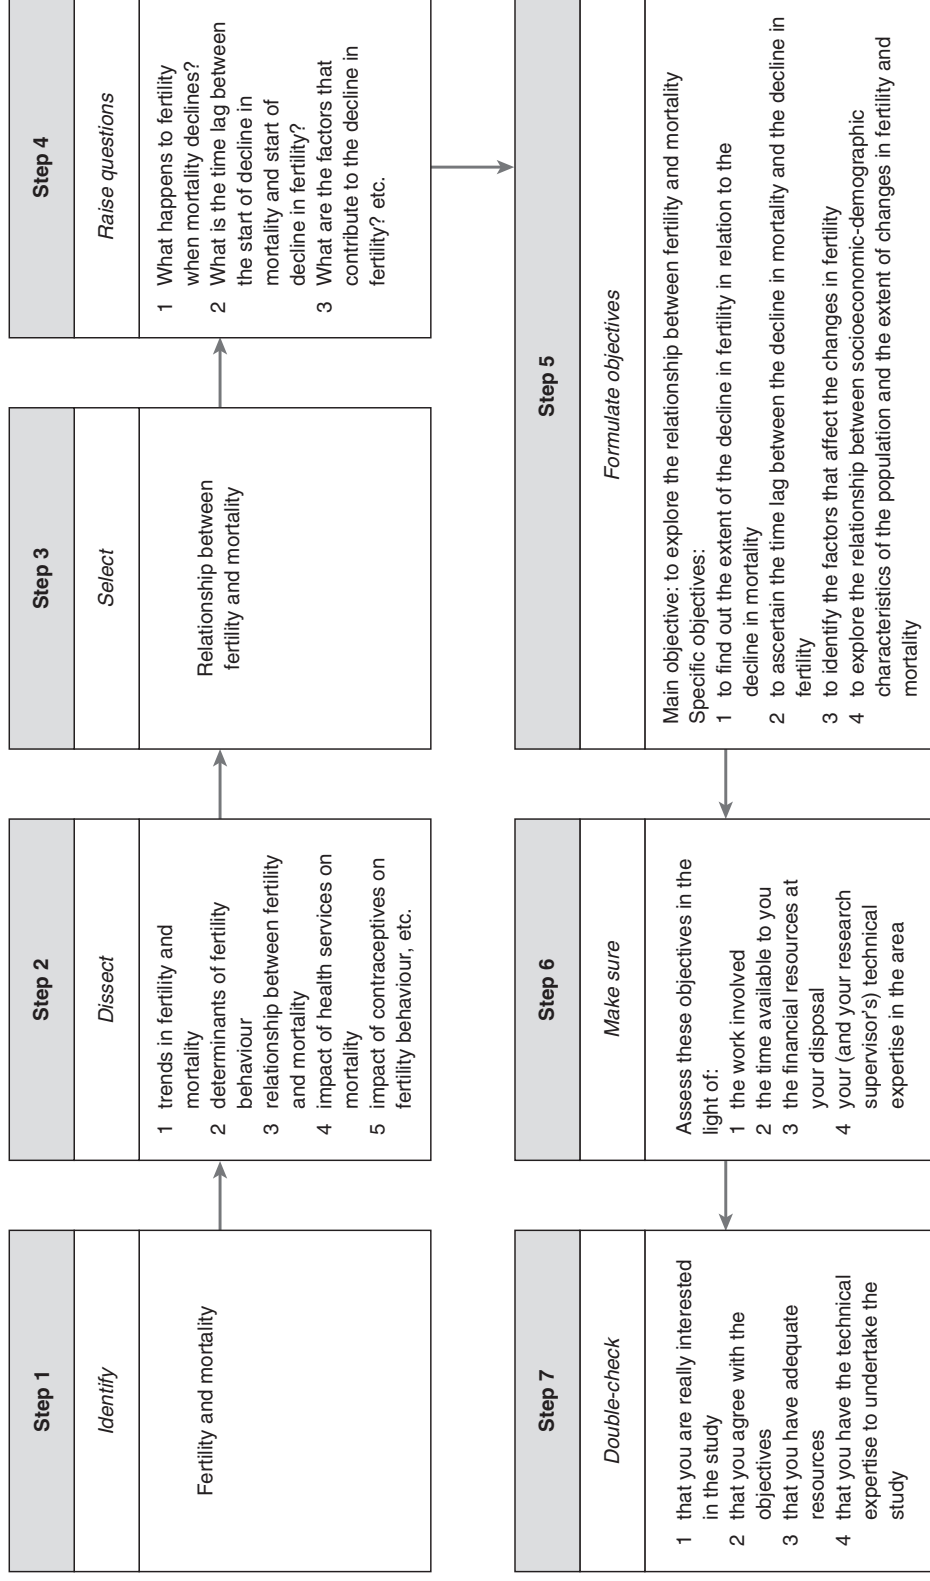 Step 1
Identify
Fertility and mortality
Step 2
Dissect
1 trends in fertility and
mortality
2 determinants of fertility
behaviour
3 relationship between fertility
and mortality
4 impact of health services on
mortality
5 impact of contraceptives on
fertility behaviour, etc.
Step 3
Select
Relationship between
fertility and mortality
Step 4
Raise questions
1 What happens to fertility
when mortality declines?
2 What is the time lag between
the start of decline in
mortality and start of
decline in fertility?
3 What are the factors that
contribute to the decline in
fertility? etc.
Step 5
Formulate objectives
Main objective: to explore the relationship between fertility and mortality
Specific objectives:
1 to find out the extent of the decline in fertility in relation to the
decline in mortality
2 to ascertain the time lag between the decline in mortality and the decline in
fertility
3 to identify the factors that affect the changes in fertility
4 to explore the relationship between socioeconomic-demographic
characteristics of the population and the extent of changes in fertility and
mortality
Step 6
Make sure
Assess these objectives in the
light of:
1 the work involved
2 the time available to you
3 the financial resources at
your disposal
4 your (and your research
supervisor's) technical
expertise in the area
Step 7
Double-check
1 that you are really interested
in the study
2 that you agree with the
objectives
3 that you have adequate
resources
4 that you have the technical
expertise to undertake the
study